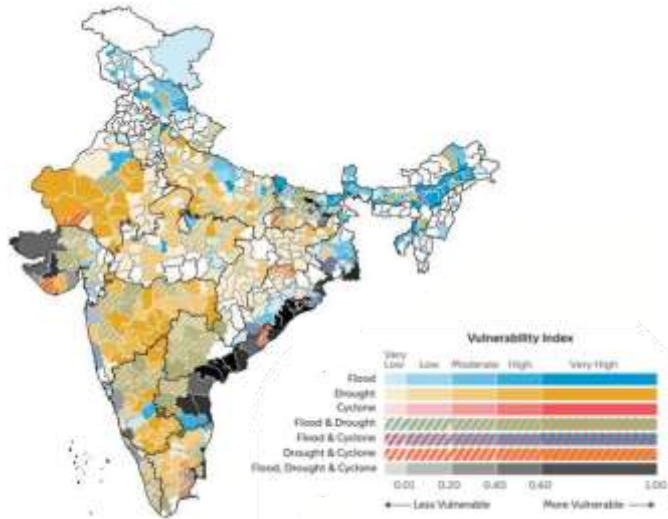 Vulnerability Index
Very Low Low Moderate High Very High
Flood
Drought
Cyclone
Flood & Drought
Flood & Cyclone
Drought & Cyclone
Flood, Drought & Cyclone
0.01 0.20 0.40 0.60 1.00
Less Vulnerable More Vulnerable